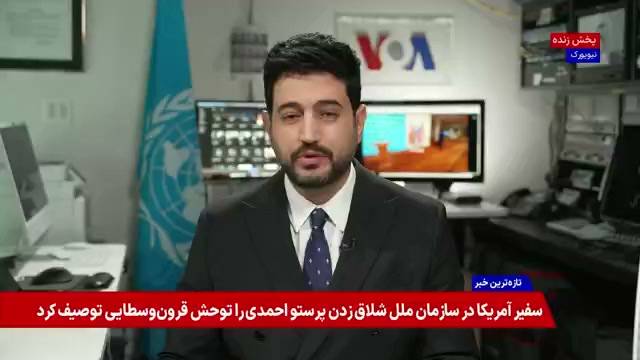 پخش زنده
نیویورک
VOA
تازه‌ترین خبر
سفیر آمریکا در سازمان ملل شلاق زدن پرستو احمدی را توحش قرون‌وسطایی توصیف کرد